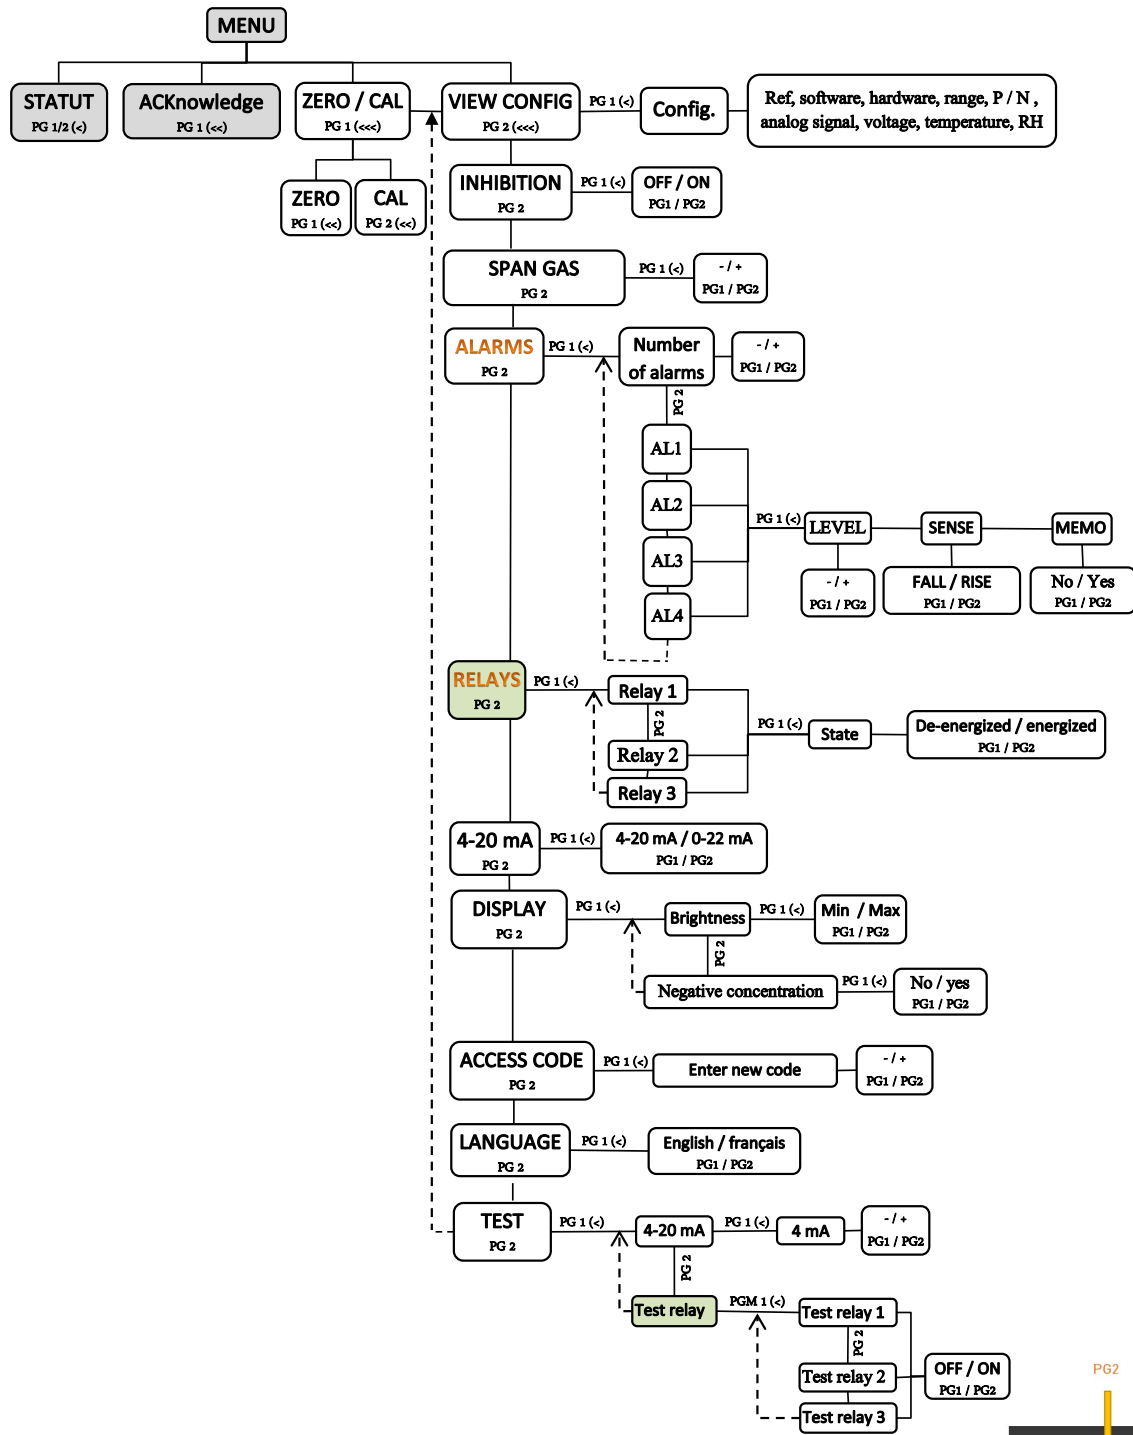 MENU
STATUT
PG 1/2 (<)
ACKnowledge
PG 1 (<<)
ZERO / CAL
PG 1 (<<<)
VIEW CONFIG
PG 2 (<<<)
PG 1 (<)
Config.
Ref, software, hardware, range, P / N ,
analog signal, voltage, temperature, RH
ZERO
PG 1 (<<)
CAL
PG 2 (<<)
INHIBITION
PG 2
PG 1 (<)
OFF / ON
PG1 / PG2
SPAN GAS
PG 2
PG 1 (<)
- / +
PG1 / PG2
ALARMS
PG 2
PG 1 (<)
Number
of alarms
- / +
PG1 / PG2
PG 2
AL1
AL2
AL3
AL4
PG 1 (<)
LEVEL
SENSE
MEMO
- / +
PG1 / PG2
FALL / RISE
PG1 / PG2
No / Yes
PG1 / PG2
RELAYS
PG 2
PG 1 (<)
Relay 1
PG 2
Relay 2
Relay 3
PG 1 (<)
State
De-energized / energized
PG1 / PG2
4-20 mA
PG 2
PG 1 (<)
4-20 mA / 0-22 mA
PG1 / PG2
DISPLAY
PG 2
PG 1 (<)
Brightness
PG 1 (<)
Min / Max
PG1 / PG2
PG 2
Negative concentration
PG 1 (<)
No / yes
PG1 / PG2
ACCESS CODE
PG 2
PG 1 (<)
Enter new code
- / +
PG1 / PG2
LANGUAGE
PG 2
PG 1 (<)
English / français
PG1 / PG2
TEST
PG 2
PG 1 (<)
4-20 mA
PG 1 (<)
4 mA
- / +
PG1 / PG2
PG 2
Test relay
PGM 1 (<)
Test relay 1
PG 2
Test relay 2
Test relay 3
OFF / ON
PG1 / PG2
PG2